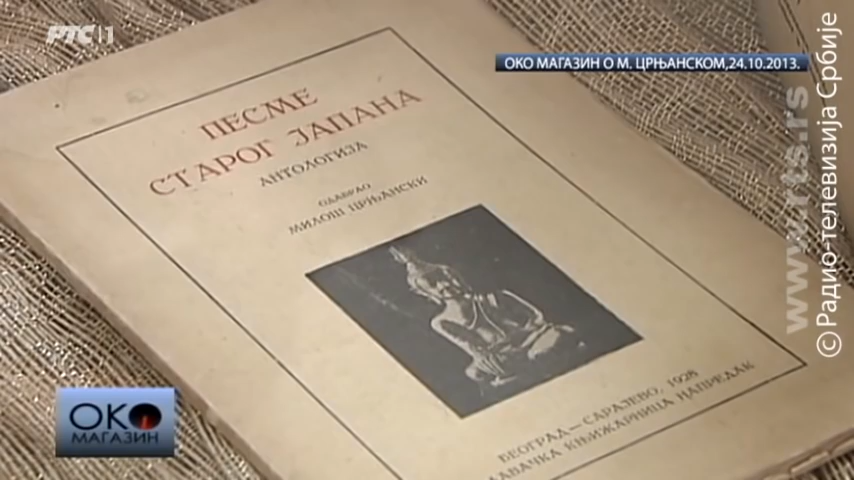 РТС 1
ОКО МАГАЗИН О М. ЦРЊАНСКОМ,24.10.2013.
ПЕСМЕ
СТАРОГ ЈАПАНА
АНТОЛОГИЈА
ОДАБРАО
МИЛОШ ЦРЊАНСКИ
БЕОГРАД—САРАЈЕВО, 1928
КЊИЖАРНИЦА НАПРЕДАК
ОКО
МАГАЗИН
www.rts.rs
© Радио-телевизија Србије